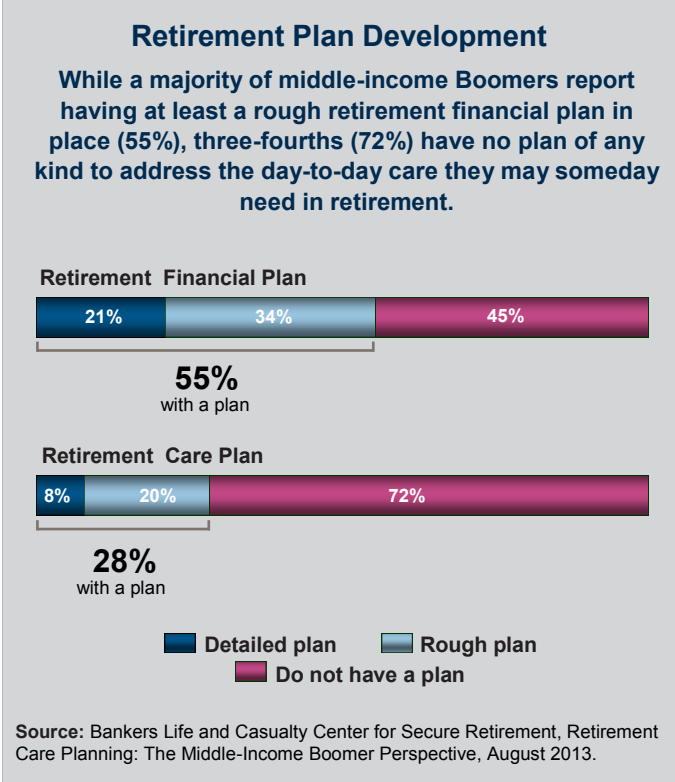 Retirement Plan Development
While a majority of middle-income Boomers report
having at least a rough retirement financial plan in
place (55%), three-fourths (72%) have no plan of any
kind to address the day-to-day care they may someday
need in retirement.
Retirement Financial Plan
21% 34% 45%
55%
with a plan
Retirement Care Plan
8% 20% 72%
28%
with a plan
Detailed plan Rough plan
Do not have a plan
Source: Bankers Life and Casualty Center for Secure Retirement, Retirement
Care Planning: The Middle-Income Boomer Perspective, August 2013.